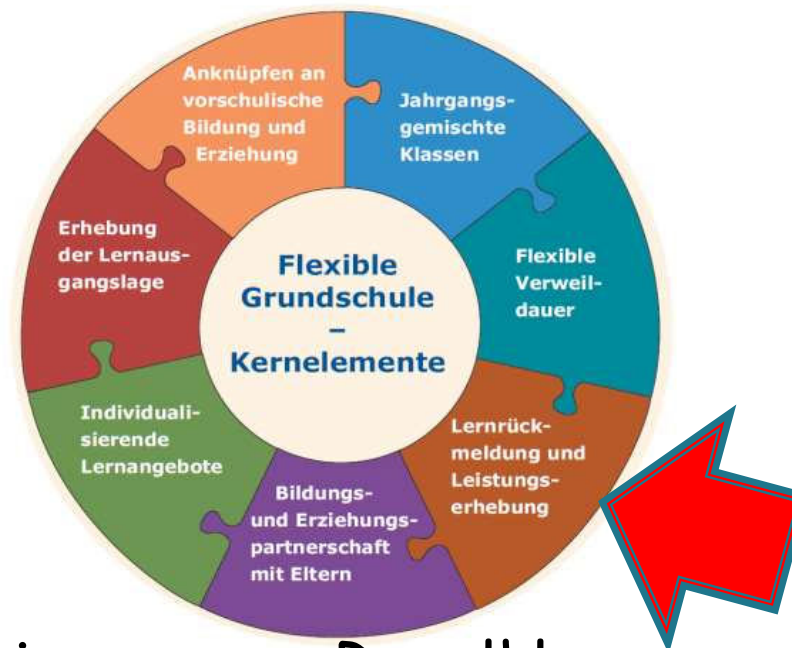 Anknüpfen an
vorschulische
Bildung und
Erziehung
Jahrgangs-
gemischte
Klassen
Erhebung
der Lernaus-
gangslage
Flexible
Grundschule
–
Kernelemente
Flexible
Verweil-
dauer
Individuali-
sierende
Lernangebote
Lernrück-
meldung und
Leistungs-
erhebung
Bildungs-
und Erziehungs-
partnerschaft
mit Eltern